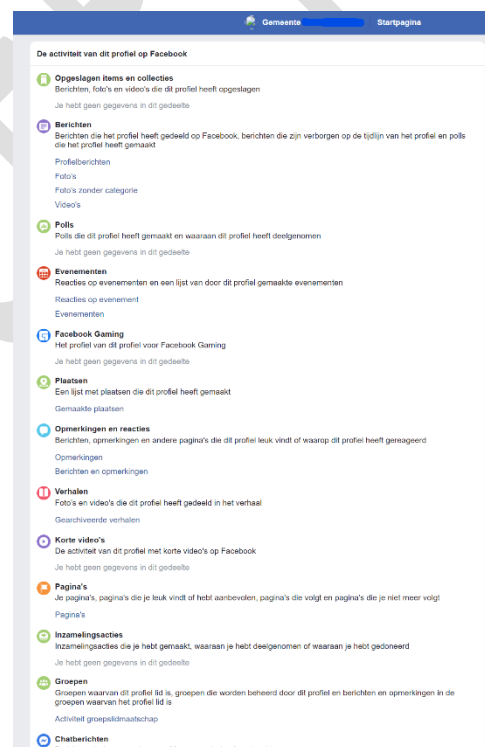 Gemeente
Startpagina
De activiteit van dit profiel op Facebook
Opgeslagen items en collecties
Berichten, foto's en video's die dit profiel heeft opgeslagen
Je hebt geen gegevens in dit gedeelte
Berichten
Berichten die het profiel heeft gedeeld op Facebook, berichten die zijn verborgen op de tijdlijn van het profiel en polls
die het profiel heeft gemaakt
Profielberichten
Foto's
Foto's zonder categorie
Video's
Polls
Polls die dit profiel heeft gemaakt en waaraan dit profiel heeft deelgenomen
Je hebt geen gegevens in dit gedeelte
Evenementen
Reacties op evenementen en een lijst van door dit profiel gemaakte evenementen
Reacties op evenement
Evenementen
Facebook Gaming
Het profiel van dit profiel voor Facebook Gaming
Je hebt geen gegevens in dit gedeelte
Plaatsen
Een lijst met plaatsen die dit profiel heeft gemaakt
Gemaakte plaatsen
Opmerkingen en reacties
Berichten, opmerkingen en andere pagina's die dit profiel leuk vindt of waarop dit profiel heeft gereageerd
Opmerkingen
Berichten en opmerkingen
Verhalen
Foto's en video's die dit profiel heeft gedeeld in het verhaal
Gearchiveerde verhalen
Korte video's
De activiteit van dit profiel met korte video's op Facebook
Je hebt geen gegevens in dit gedeelte
Pagina's
Je pagina's, pagina's die je leuk vindt of hebt aanbevolen, pagina's die volgt en pagina's die je niet meer volgt
Pagina's
Inzamelingsacties
Inzamelingsacties die je hebt gemaakt, waaraan je hebt deelgenomen of waaraan je hebt gedoneerd
Je hebt geen gegevens in dit gedeelte
Groepen
Groepen waarvan dit profiel lid is, groepen die worden beheerd door dit profiel en berichten en opmerkingen in de
groepen waarvan het profiel lid is
Activiteit groepslidmaatschap
Chatberichten